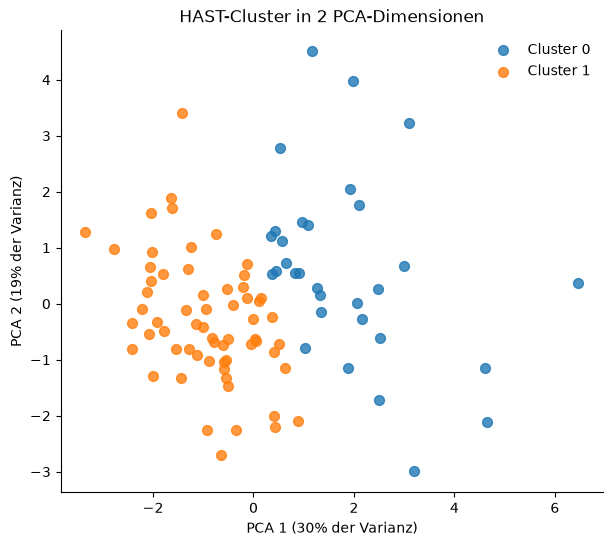 HAST-Cluster in 2 PCA-Dimensionen
Cluster 0
Cluster 1
PCA 2 (19% der Varianz)
4
3
2
1
0
−1
−2
−3
−2
0
2
4
6
PCA 1 (30% der Varianz)